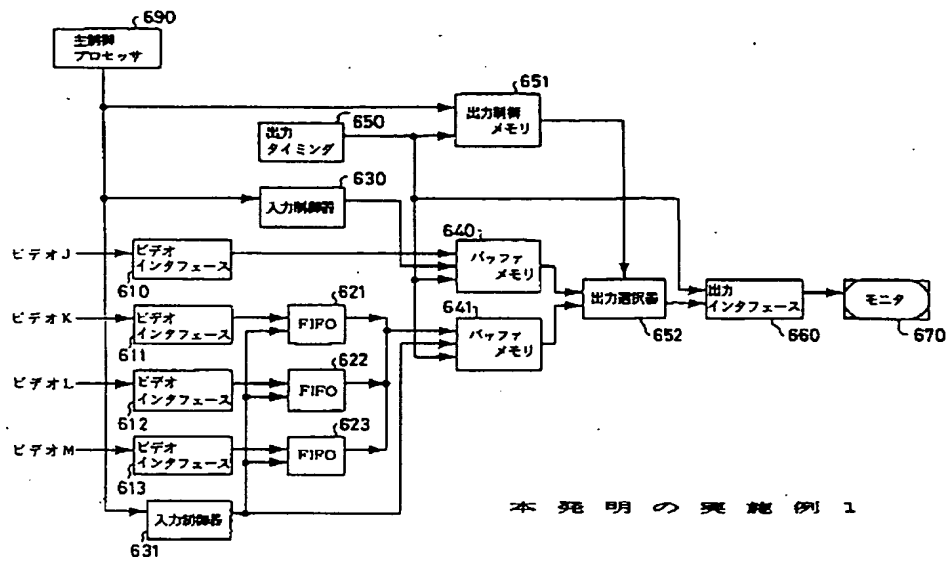 690
主制御
プロセッサ
651
出力制御
メモリ
650
出力
タイミング
630
入力制御器
ビデオJ
ビデオ
インタフェース
610
640
バッファ
メモリ
ビデオK
ビデオ
インタフェース
611
621
FIFO
641
バッファ
メモリ
出力選択器
652
出力
インタフェース
660
モニタ
670
ビデオL
ビデオ
インタフェース
612
622
FIFO
ビデオM
ビデオ
インタフェース
613
623
FIFO
入力制御器
631
本発明の実施例1